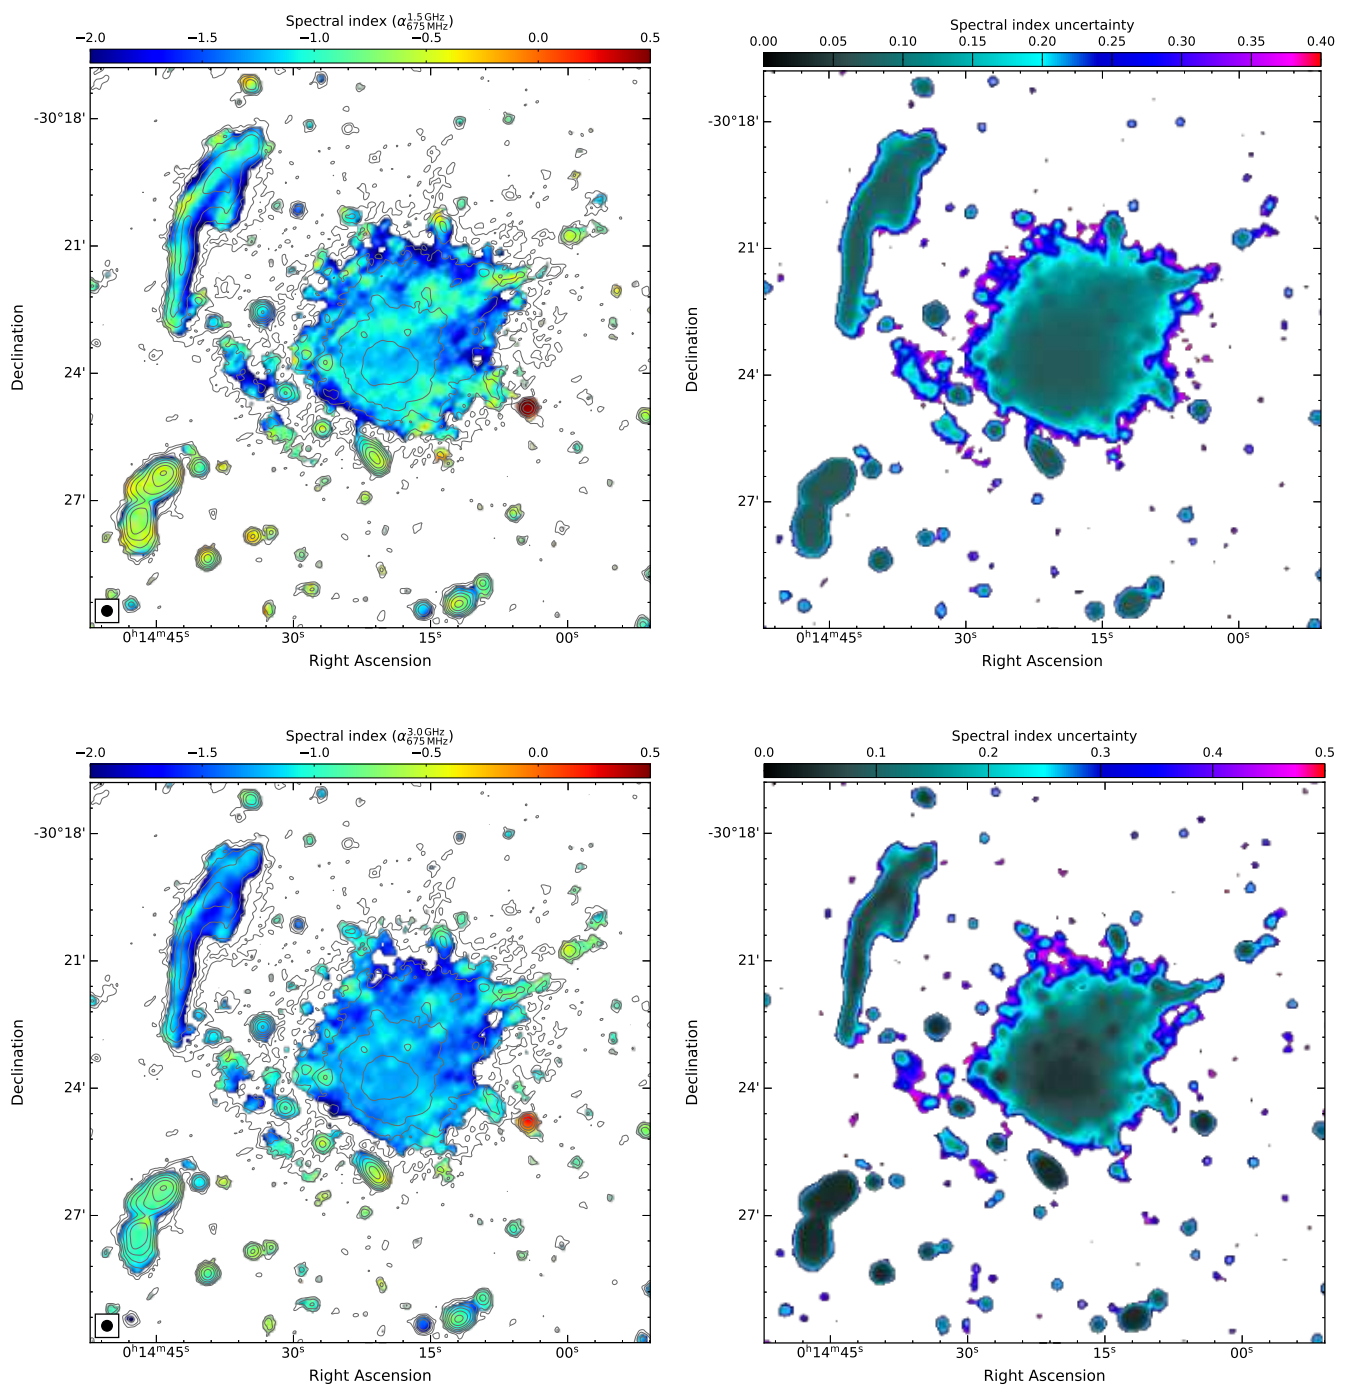 Spectral index (α 1.5 GHz 675 MHz)
−2.0 −1.5 −1.0 −0.5 0.0 0.5
Spectral index uncertainty
0.00 0.05 0.10 0.15 0.20 0.25 0.30 0.35 0.40
-30°18'
21'
24'
27'
Declination
0h14m45s 30s 15s 00s
Right Ascension
-30°18'
21'
24'
27'
Declination
0h14m45s 30s 15s 00s
Right Ascension
Spectral index (α 3.0 GHz 675 MHz)
−2.0 −1.5 −1.0 −0.5 0.0 0.5
Spectral index uncertainty
0.0 0.1 0.2 0.3 0.4 0.5
-30°18'
21'
24'
27'
Declination
0h14m45s 30s 15s 00s
Right Ascension
-30°18'
21'
24'
27'
Declination
0h14m45s 30s 15s 00s
Right Ascension